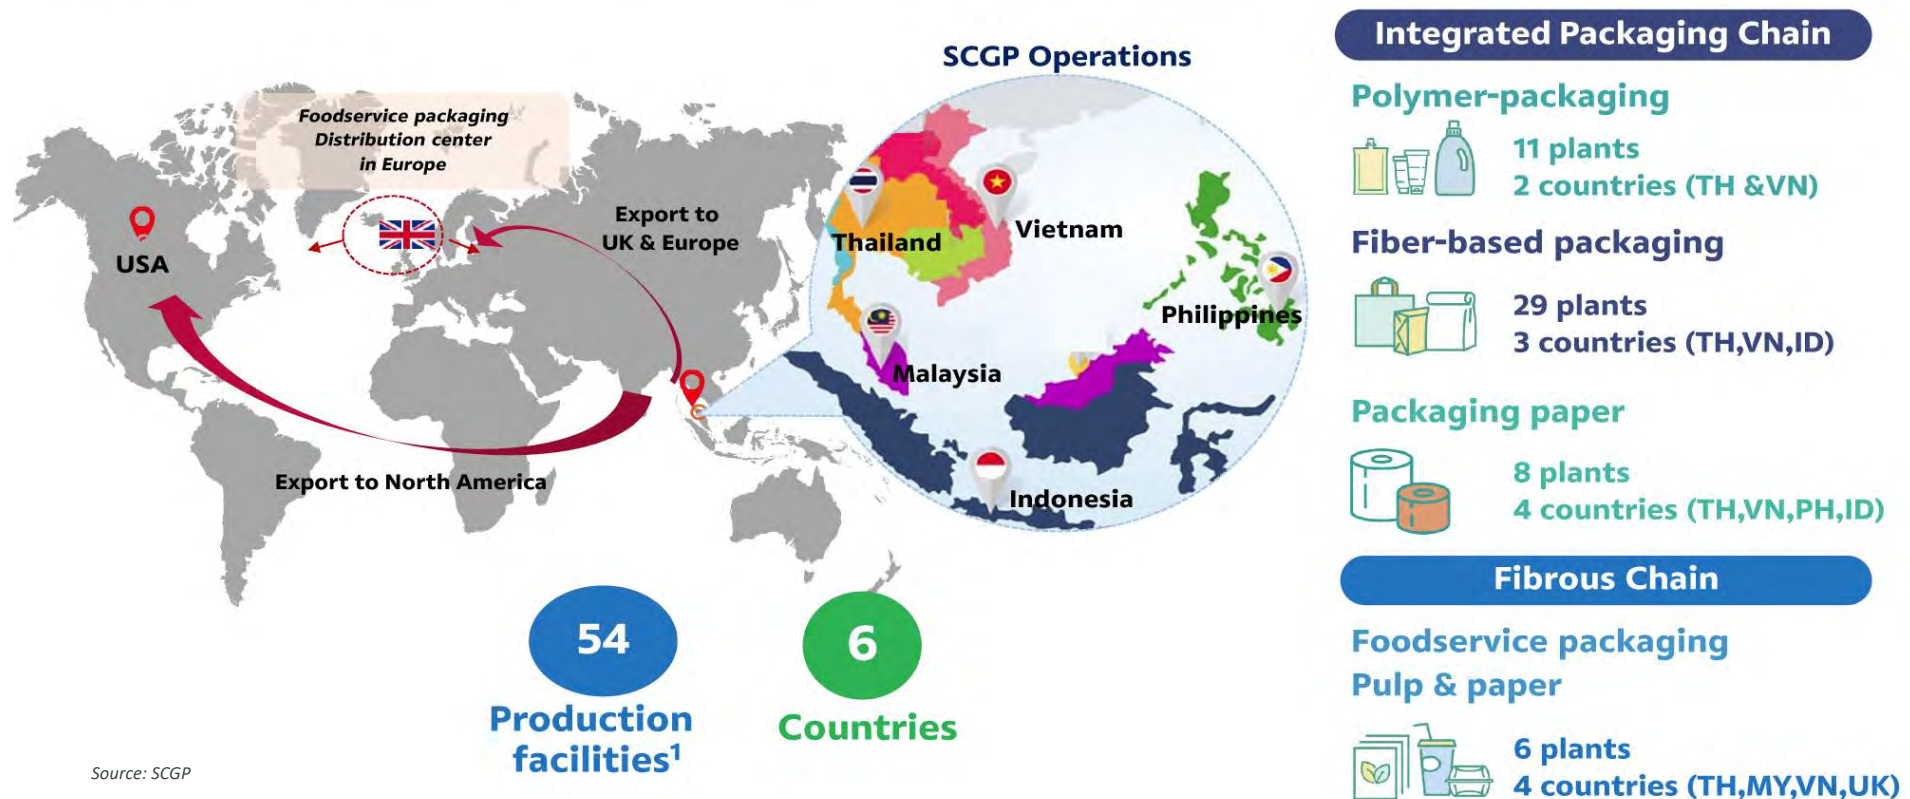 SCGP Operations
Foodservice packaging
Distribution center
in Europe
Export to
UK & Europe
USA
Export to North America
Thailand
Vietnam
Philippines
Malaysia
Indonesia
54
Production
facilities¹
6
Countries
Source: SCGP
Integrated Packaging Chain
Polymer-packaging
11 plants
2 countries (TH &VN)
Fiber-based packaging
29 plants
3 countries (TH,VN,ID)
Packaging paper
8 plants
4 countries (TH,VN,PH,ID)
Fibrous Chain
Foodservice packaging
Pulp & paper
6 plants
4 countries (TH,MY,VN,UK)